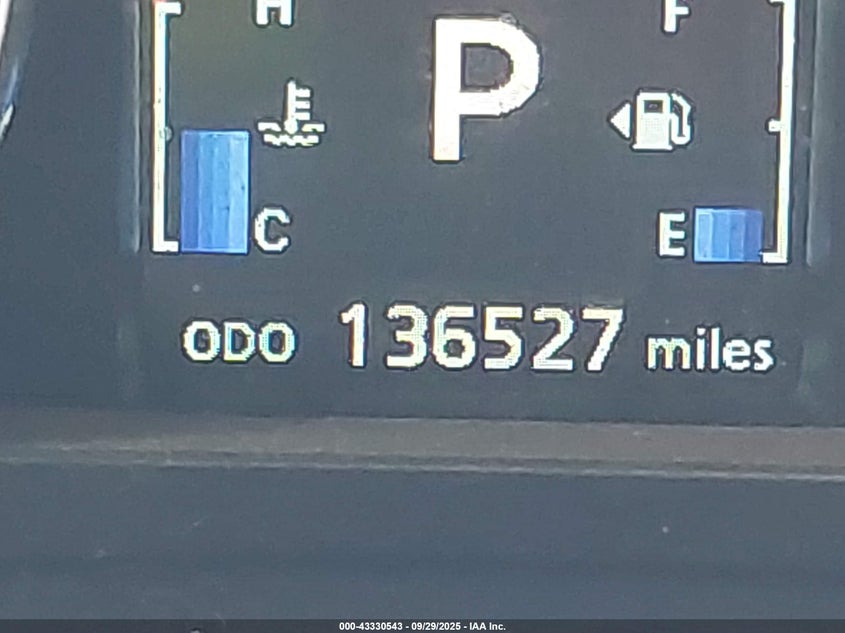 H F
P
C E
ODO 136527 miles
000-43330543 - 09/29/2025 - IAA Inc.